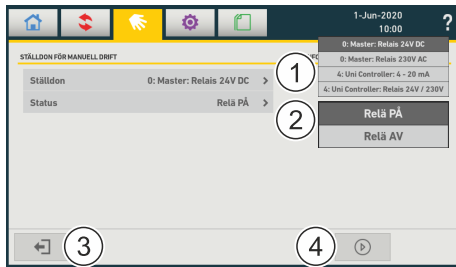 1-Jun-2020
10:00
?
STÄLLDON FÖR MANUELL DRIFT
Ställdon 0: Master: Relais 24V DC >
Status Relä PÅ >
0: Master: Relais 24V DC
0: Master: Relais 230V AC
4: Uni Controller: 4 - 20 mA
4: Uni Controller: Relais 24V / 230V
1
2
Relä PÅ
Relä AV
3
4